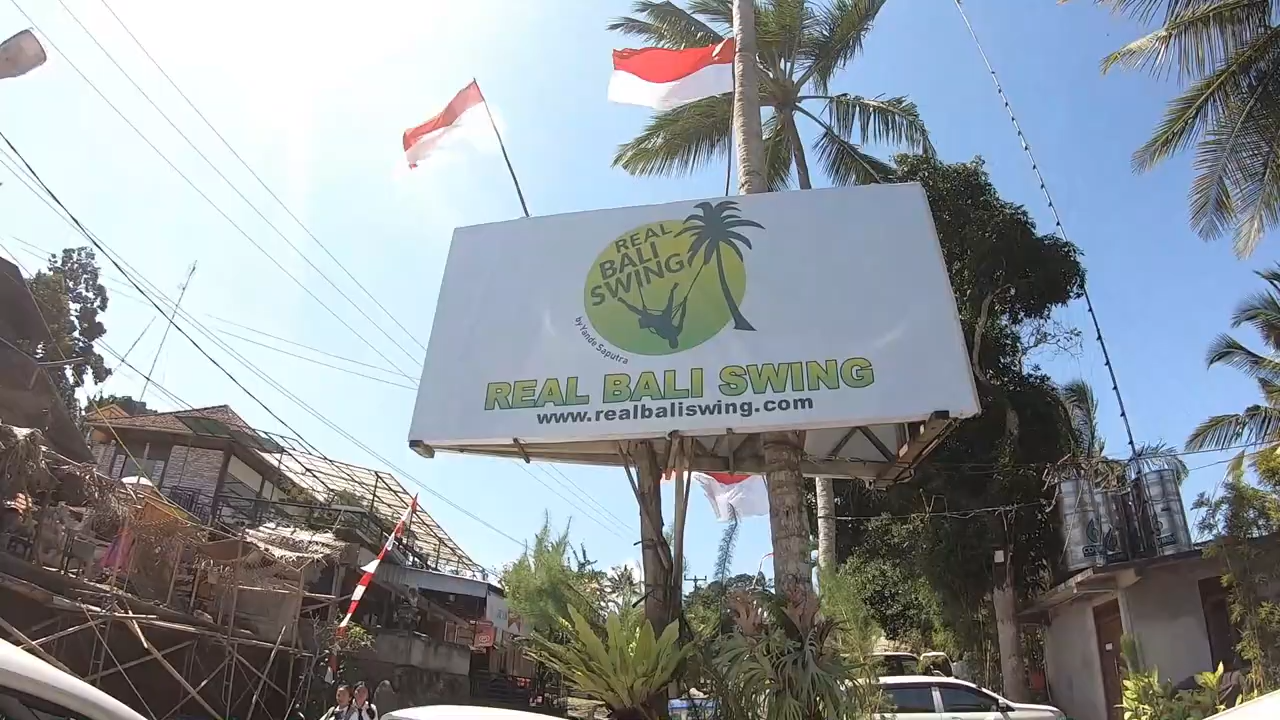 REAL
BALI
SWING
by Yande Saputra
REAL BALI SWING
www.realbaliswing.com